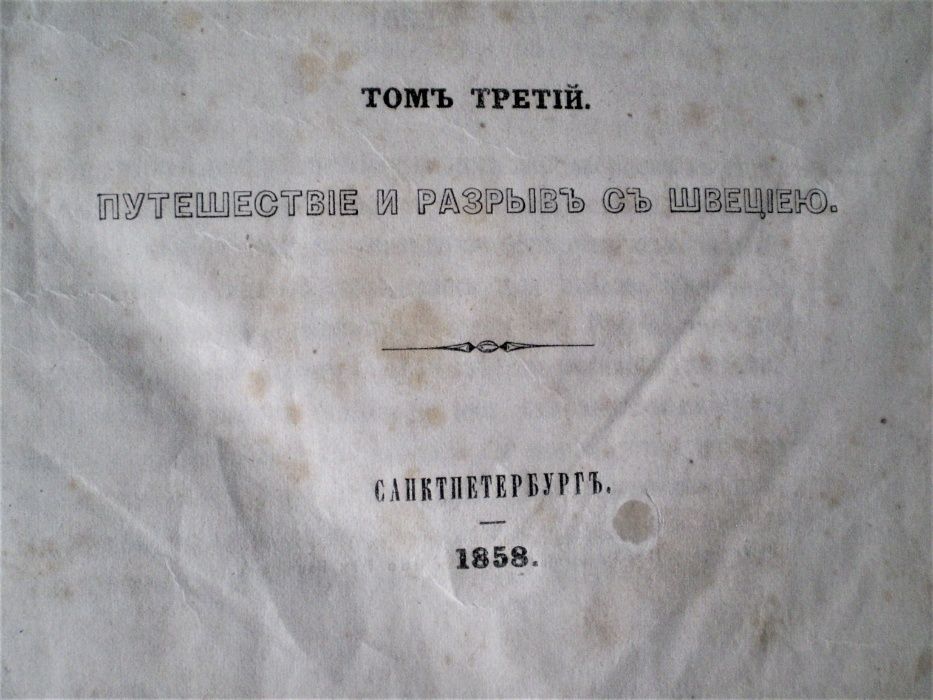 ТОМЪ ТРЕТІЙ.
ПУТЕШЕСТВІЕ И РАЗРЫВЪ СЪ ШВЕЦІЕЮ.
САНКТПЕТЕРБУРГЪ.
1858.